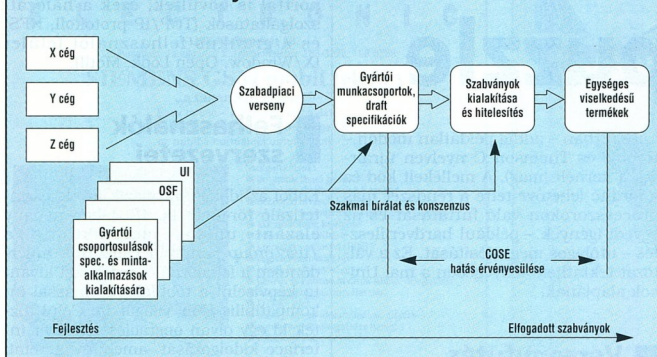 X cég
Y cég
Z cég
Szabadpiaci
verseny
Gyártói
munkacsoportok,
draft
specifikációk
Szabványok
kialakítása
és hitelesítés
Egységes
viselkedésű
termékek
UI
OSF
Gyártói
csoportosulások
spec. és minta-
alkalmazások
kialakítására
Szakmai bírálat és konszenzus
COSE
hatás érvényesülése
Fejlesztés
Elfogadott szabványok